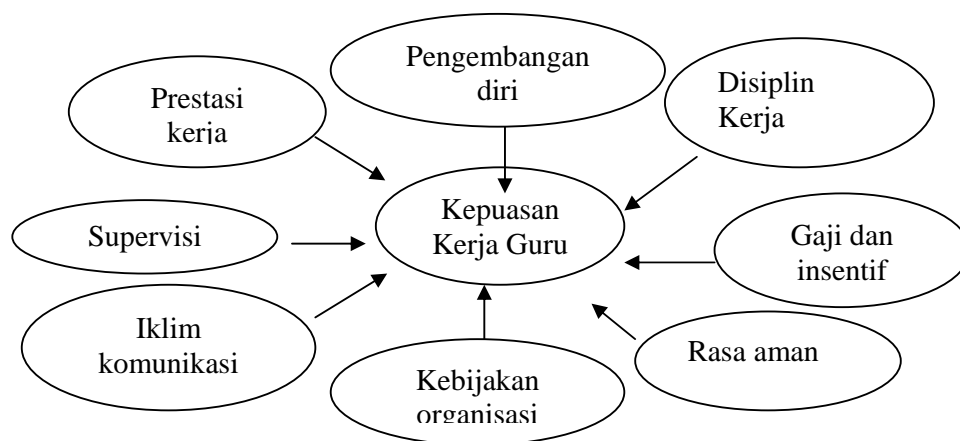 Pengembangan
diri
Prestasi
kerja
Disiplin
Kerja
Kepuasan
Kerja Guru
Supervisi
Gaji dan
insentif
Iklim
komunikasi
Rasa aman
Kebijakan
organisasi